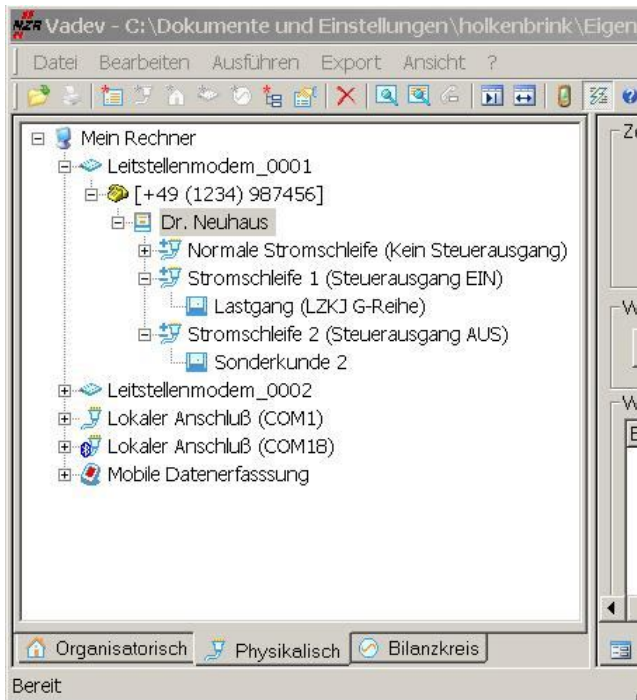 NZR Vadev - C:\Dokumente und Einstellungen\holkenbrink\Eigen
Datei Bearbeiten Ausführen Export Ansicht ?
Mein Rechner
Leitstellenmodem_0001
[+49 (1234) 987456]
Dr. Neuhaus
Normale Stromschleife (Kein Steuerausgang)
Stromschleife 1 (Steuerausgang EIN)
Lastgang (LZKJ G-Reihe)
Stromschleife 2 (Steuerausgang AUS)
Sonderkunde 2
Leitstellenmodem_0002
Lokaler Anschluß (COM1)
Lokaler Anschluß (COM18)
Mobile Datenerfasssung
Organisatorisch Physikalisch Bilanzkreis
Bereit